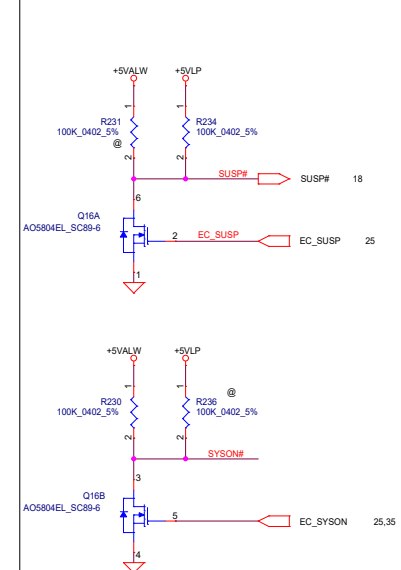 +5VALW +5VLP
1 1
R231 R234
100K_0402_5% 100K_0402_5%
@
2 2
SUSP# SUSP# 18
6
Q16A
AO5804EL_SC89-6
2 EC_SUSP EC_SUSP 25
1
+5VALW +5VLP
@
1 1
R230 R236
100K_0402_5% 100K_0402_5%
2 2
SYSON#
3
Q16B
AO5804EL_SC89-6
5 EC_SYSON 25,35
4